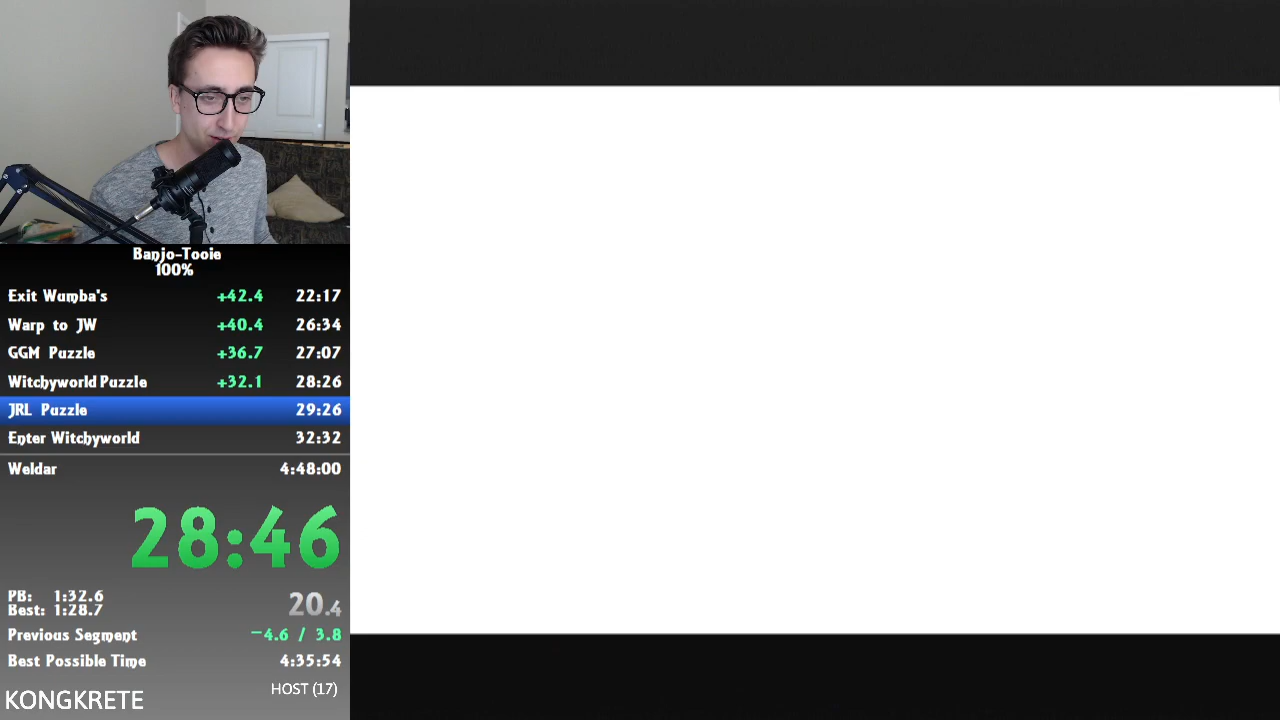 Banjo-Tooie
100%
Exit Wumba's +42.4 22:17
Warp to JW +40.4 26:34
GGM Puzzle +36.7 27:07
Witchyworld Puzzle +32.1 28:26
JRL Puzzle 29:26
Enter Witchyworld 32:32
Weldar 4:48:00
28:46
PB: 1:32.6
Best: 1:28.7 20.4
Previous Segment −4.6 / 3.8
Best Possible Time 4:35:54
KONGKRETE HOST (17)